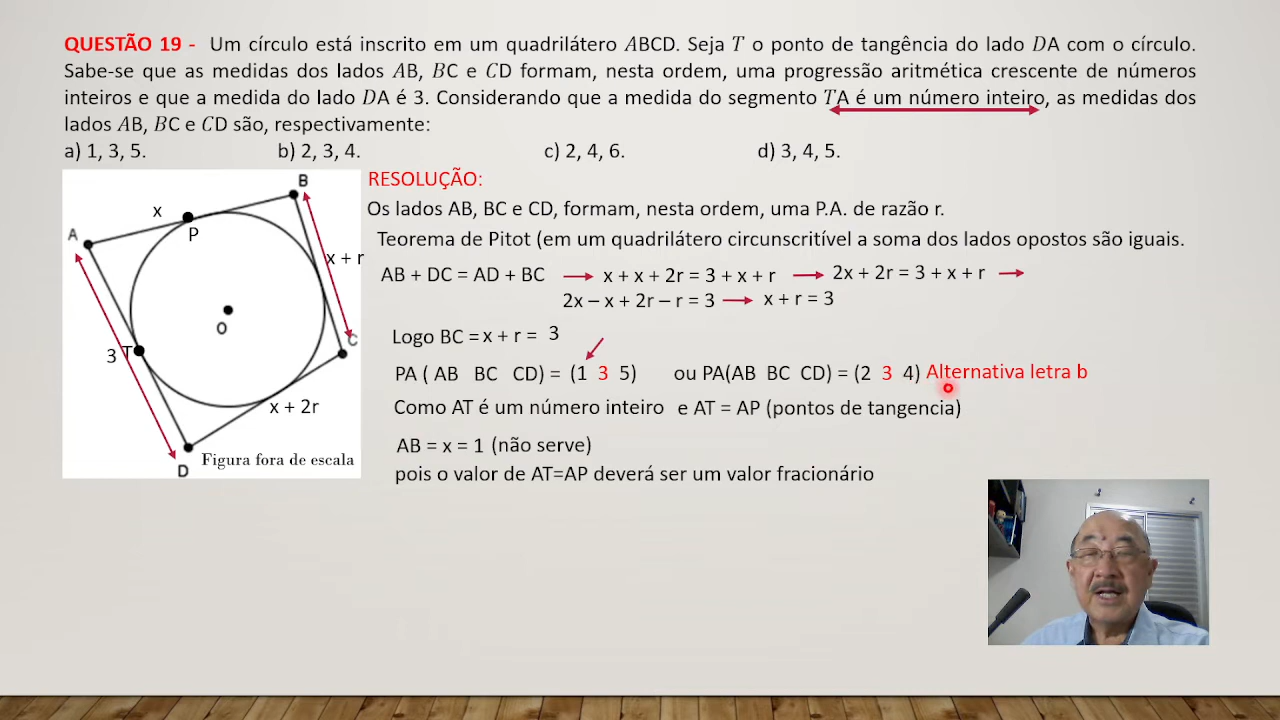 QUESTÃO 19 - Um círculo está inscrito em um quadrilátero ABCD. Seja T o ponto de tangência do lado DA com o círculo.
Sabe-se que as medidas dos lados AB, BC e CD formam, nesta ordem, uma progressão aritmética crescente de números
inteiros e que a medida do lado DA é 3. Considerando que a medida do segmento TA é um número inteiro, as medidas dos
lados AB, BC e CD são, respectivamente:
a) 1, 3, 5. b) 2, 3, 4. c) 2, 4, 6. d) 3, 4, 5.
RESOLUÇÃO:
Os lados AB, BC e CD, formam, nesta ordem, uma P.A. de razão r.
Teorema de Pitot (em um quadrilátero circunscritível a soma dos lados opostos são iguais.
AB + DC = AD + BC x + x + 2r = 3 + x + r 2x + 2r = 3 + x + r
2x – x + 2r – r = 3 x + r = 3
Logo BC = x + r = 3
PA ( AB BC CD) = (1 3 5) ou PA(AB BC CD) = (2 3 4) Alternativa letra b
Como AT é um número inteiro e AT = AP (pontos de tangencia)
AB = x = 1 (não serve)
pois o valor de AT=AP deverá ser um valor fracionário
B
x
A
P
x + r
O
C
3 T
x + 2r
D
Figura fora de escala